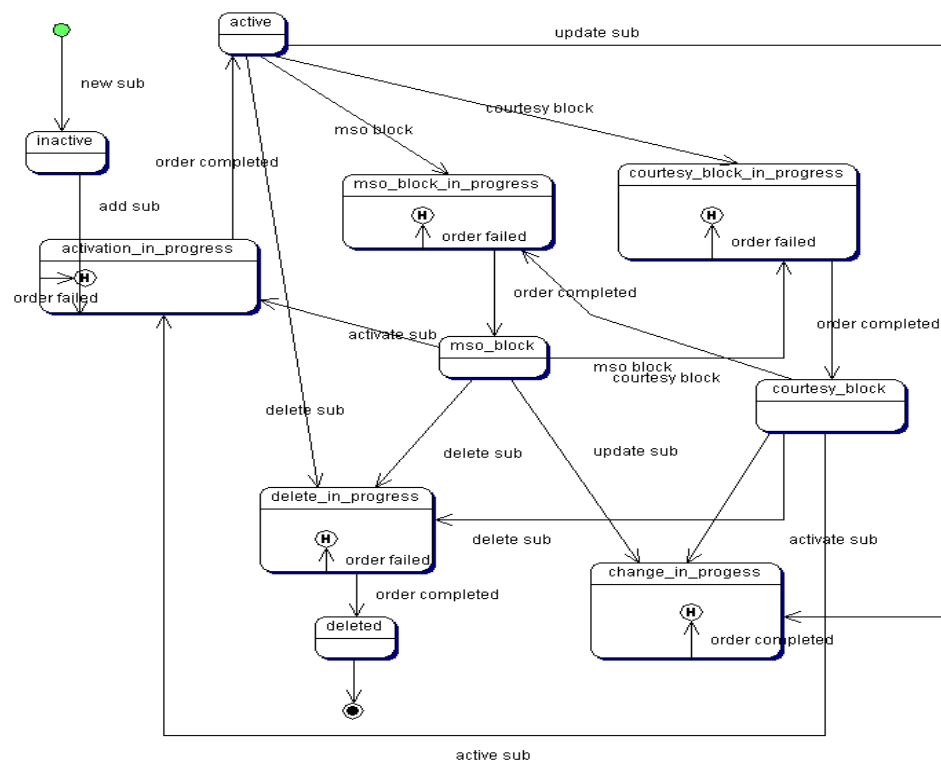 active
update sub
new sub
courtesy block
mso block
inactive
order completed
mso_block_in_progress
courtesy_block_in_progress
add sub
H
H
order failed
order failed
activation_in_progress
H
order failed
order completed
order completed
activate sub
mso_block
mso block
courtesy block
courtesy_block
delete sub
delete sub
update sub
delete_in_progress
H
order failed
delete sub
activate sub
change_in_progess
order completed
H
order completed
deleted
active sub